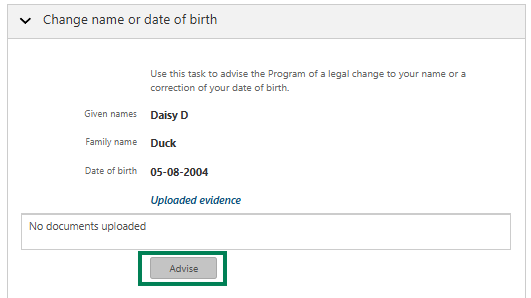 Change name or date of birth
Use this task to advise the Program of a legal change to your name or a
correction of your date of birth.
Given names Daisy D
Family name Duck
Date of birth 05-08-2004
Uploaded evidence
No documents uploaded
Advise